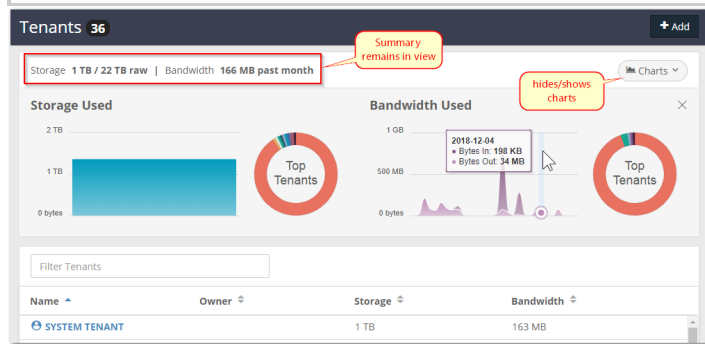 Tenants 36
+ Add
Summary
remains in view
Storage 1 TB / 22 TB raw | Bandwidth 166 MB past month
Charts
hides/shows
charts
Storage Used
2 TB
1 TB
0 bytes
Top
Tenants
Bandwidth Used
1 GB
500 MB
0 bytes
2018-12-04
• Bytes In: 198 KB
• Bytes Out: 34 MB
Top
Tenants
Filter Tenants
Name Owner Storage Bandwidth
SYSTEM TENANT 1 TB 163 MB